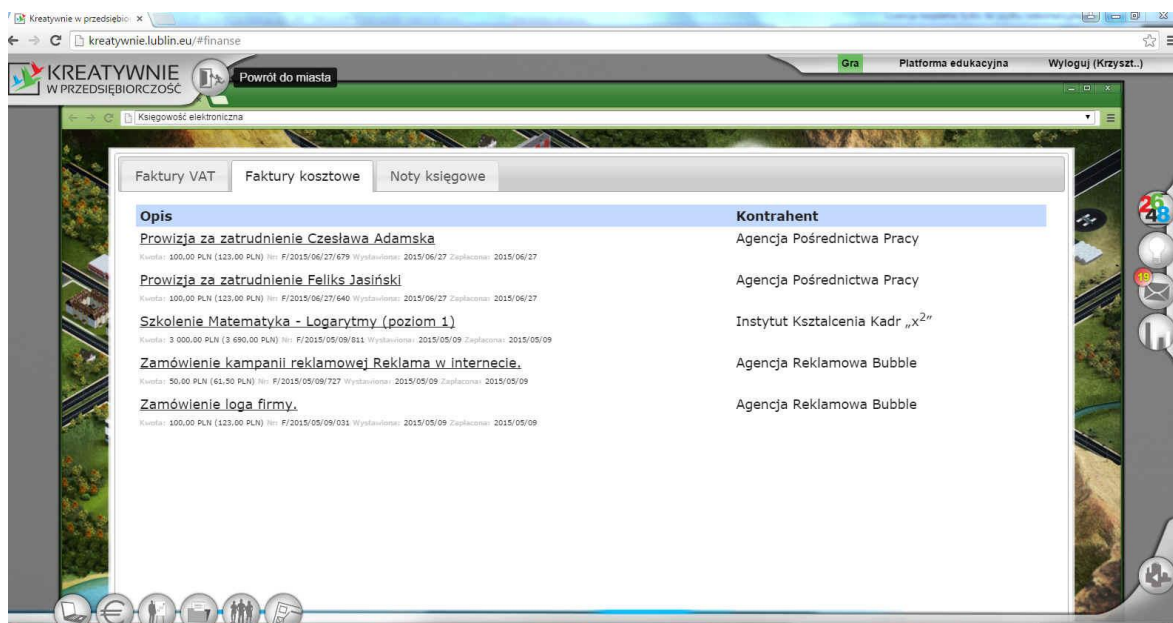 Kreatywnie w przedsiębio
kreatywnie.lublin.eu/#finanse
KREATYWNIE
W PRZEDSIĘBIORCZOŚĆ
Powrót do miasta
Gra Platforma edukacyjna Wyloguj (Krzyszt..)
Księgowość elektroniczna
Faktury VAT Faktury kosztowe Noty księgowe
Opis Kontrahent
Prowizja za zatrudnienie Czesława Adamska Agencja Pośrednictwa Pracy
Kwota: 100,00 PLN (123,00 PLN) Nr: F/2015/06/27/679 Wystawiona: 2015/06/27 Zapłacona: 2015/06/27
Prowizja za zatrudnienie Feliks Jasiński Agencja Pośrednictwa Pracy
Kwota: 100,00 PLN (123,00 PLN) Nr: F/2015/06/27/640 Wystawiona: 2015/06/27 Zapłacona: 2015/06/27
Szkolenie Matematyka - Logarytmy (poziom 1) Instytut Ksztalcenia Kadr „x²”
Kwota: 3 000,00 PLN (3 690,00 PLN) Nr: F/2015/05/09/811 Wystawiona: 2015/05/09 Zapłacona: 2015/05/09
Zamówienie kampanii reklamowej Reklama w internecie. Agencja Reklamowa Bubble
Kwota: 50,00 PLN (61,50 PLN) Nr: F/2015/05/09/727 Wystawiona: 2015/05/09 Zapłacona: 2015/05/09
Zamówienie loga firmy. Agencja Reklamowa Bubble
Kwota: 100,00 PLN (123,00 PLN) Nr: F/2015/05/09/031 Wystawiona: 2015/05/09 Zapłacona: 2015/05/09
2648
19